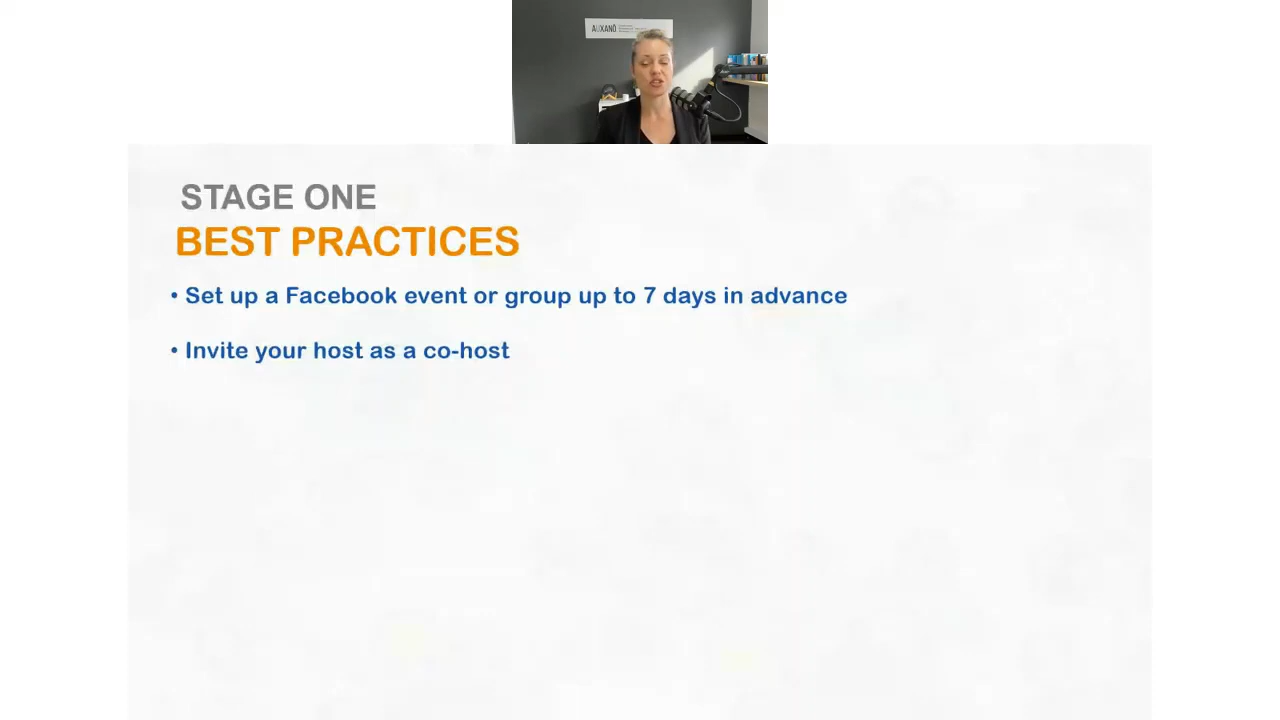 AUXANO
STAGE ONE
BEST PRACTICES
• Set up a Facebook event or group up to 7 days in advance
• Invite your host as a co-host